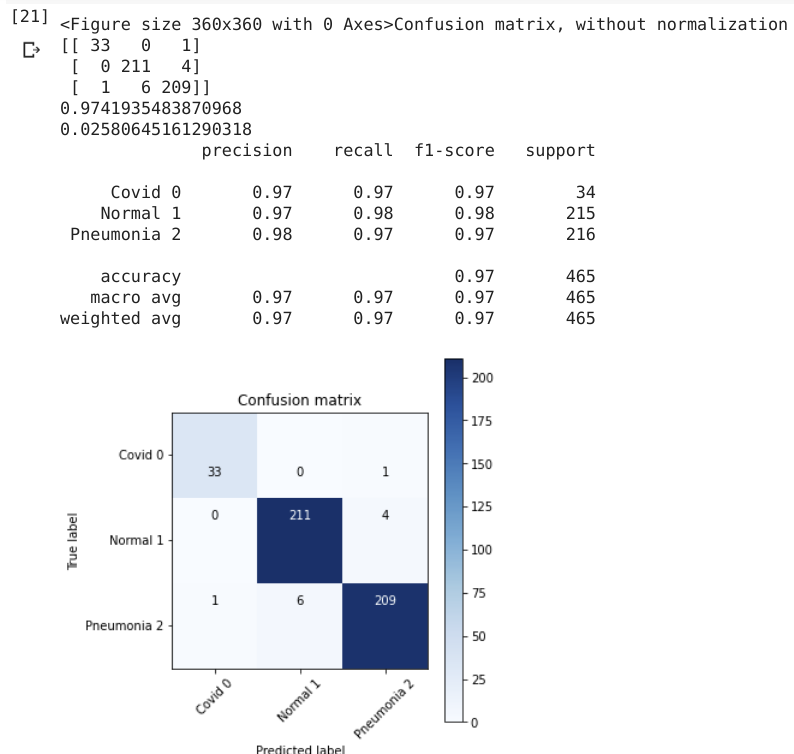 [21] <Figure size 360x360 with 0 Axes>Confusion matrix, without normalization
[[ 33   0   1]
 [  0 211   4]
 [  1   6 209]]
0.9741935483870968
0.02580645161290318
precision recall f1-score support
Covid 0 0.97 0.97 0.97 34
Normal 1 0.97 0.98 0.98 215
Pneumonia 2 0.98 0.97 0.97 216
accuracy 0.97 465
macro avg 0.97 0.97 0.97 465
weighted avg 0.97 0.97 0.97 465
Confusion matrix
Covid 0
33 0 1
0 211 4
Normal 1
1 6 209
Pneumonia 2
True label
Covid 0 Normal 1 Pneumonia 2
Predicted label
200
175
150
125
100
75
50
25
0